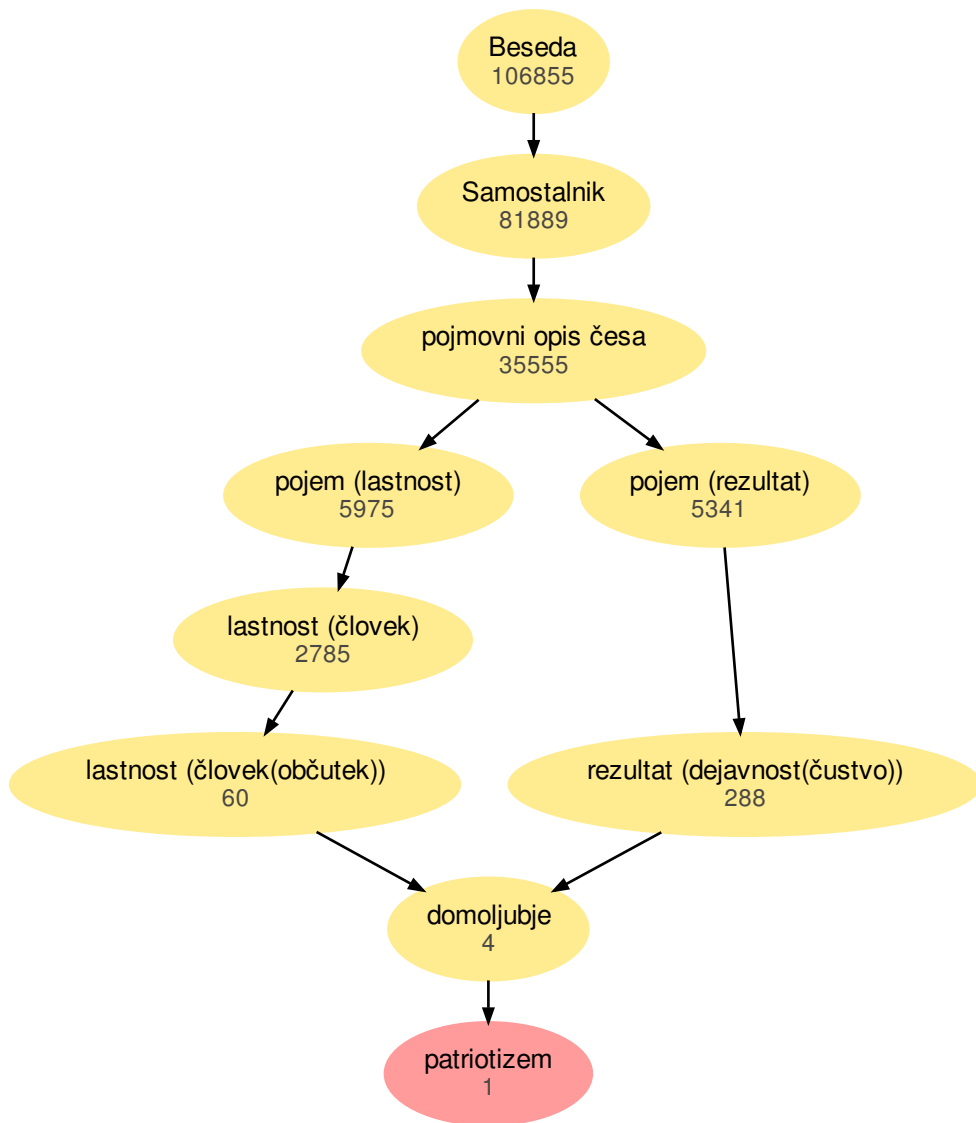 Beseda
106855
Samostalnik
81889
pojmovni opis česa
35555
pojem (lastnost)
5975
pojem (rezultat)
5341
lastnost (človek)
2785
lastnost (človek(občutek))
60
rezultat (dejavnost(čustvo))
288
domoljubje
4
patriotizem
1